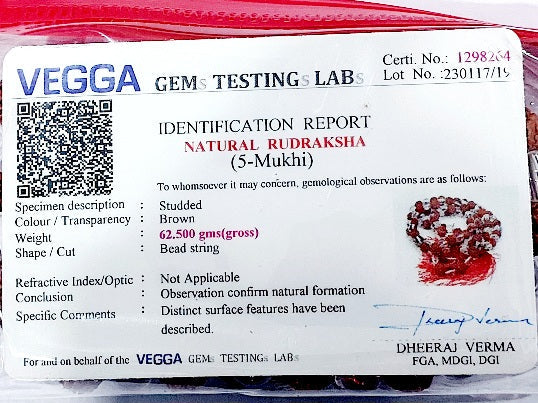 VEGGA GEMs TESTINGs LABs
Certi. No.: 1298264
Lot No. :230117/19
IDENTIFICATION REPORT
NATURAL RUDRAKSHA
(5-Mukhi)
To whomsoever it may concern, gemological observations are as follows:
Specimen description : Studded
Colour / Transparency : Brown
Weight : 62.500 gms(gross)
Shape / Cut : Bead string
Refractive Index/Optic : Not Applicable
Conclusion : Observation confirm natural formation
Specific Comments : Distinct surface features have been
described.
Dheeraj Verma
DHEERAJ VERMA
FGA, MDGI, DGI
For and on behalf of the VEGGA GEMs TESTINGs LABs